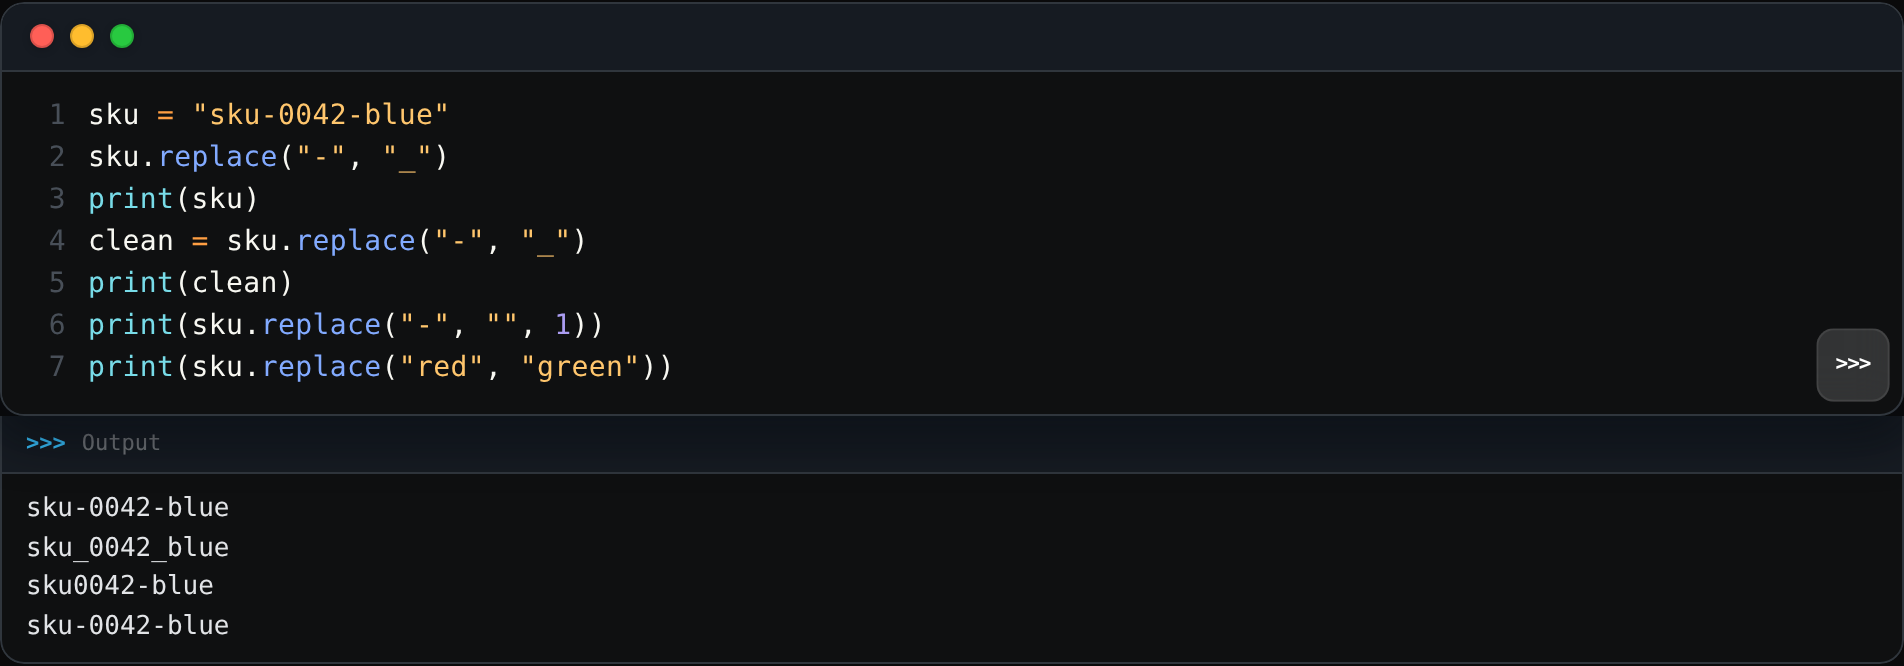 1 sku = "sku-0042-blue"
2 sku.replace("-", "_")
3 print(sku)
4 clean = sku.replace("-", "_")
5 print(clean)
6 print(sku.replace("-", "", 1))
7 print(sku.replace("red", "green"))
>>>
>>> Output
sku-0042-blue
sku_0042_blue
sku0042-blue
sku-0042-blue